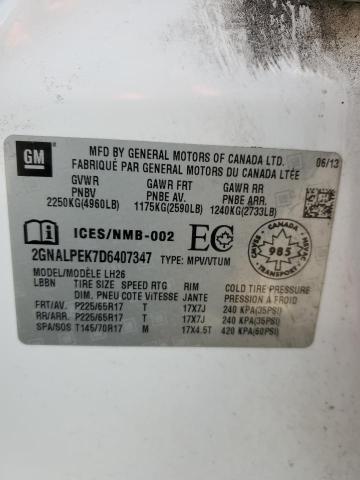 GM
MFD BY GENERAL MOTORS OF CANADA LTD.
06/13
FABRIQUÉ PAR GENERAL MOTORS DU CANADA LTÉE
GVWR GAWR FRT GAWR RR
PNBV PNBE AV. PNBE ARR.
2250KG(4960LB) 1175KG(2590LB) 1240KG(2733LB)
ICES/NMB-002 EC
CANADA
985
CMVSS
NSVAC
2GNALPEK7D6407347 TYPE: MPV/VTUM
MODEL/MODÈLE LH26
LBBN TIRE SIZE SPEED RTG RIM COLD TIRE PRESSURE
DIM. PNEU COTE VITESSE JANTE PRESSION À FROID
FRT/AV. P225/65R17 T 17X7J 240 KPA(35PSI)
RR/ARR. P225/65R17 T 17X7J 240 KPA(35PSI)
SPA/SOS T145/70R17 M 17X4.5T 420 KPA(60PSI)